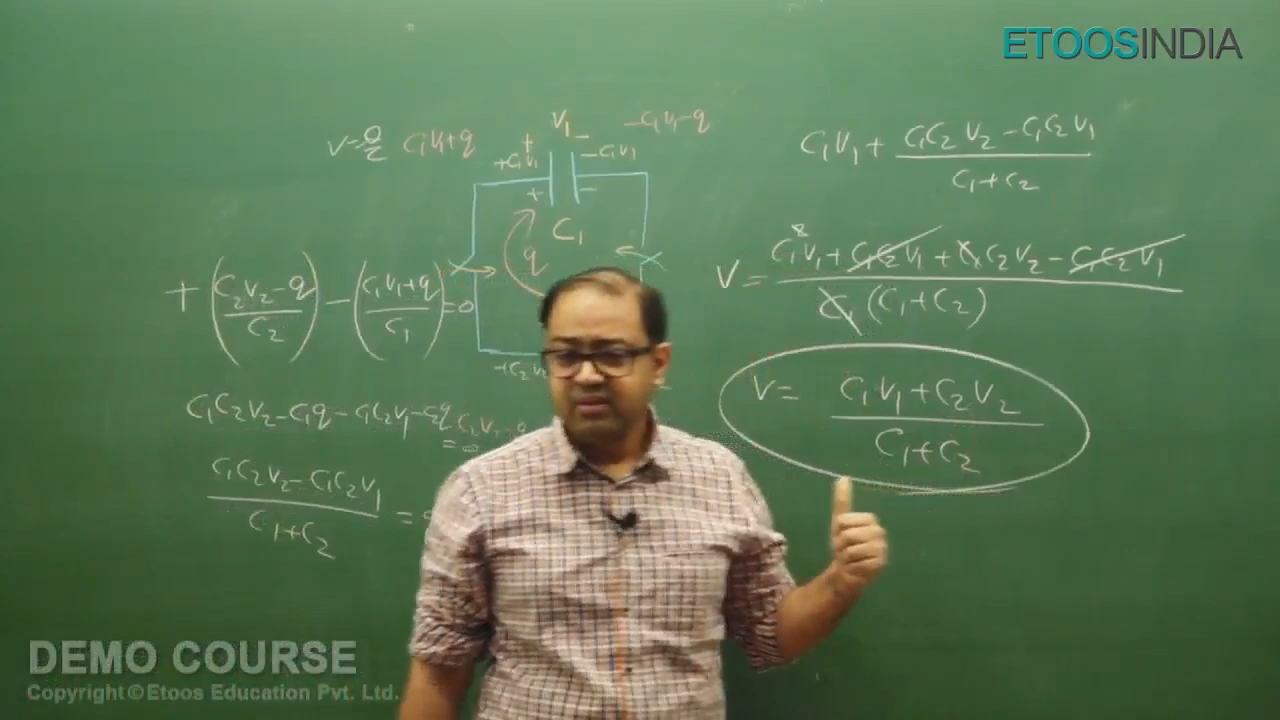 ETOOSINDIA
V1
C1V1+q
-C1V1-q
+ -
+C1V1
-C1V1
+ -
C1
q
+(C2V2-q/C2)-(C1V1+q/C1)=0
C1C2V2-C1q-C1C2V1-C2q
=0
C1C2V2-C1C2V1/C1+C2 =
C1V1+ C1C2V2-C1C2V1/C1+C2
V= C1²V1+C1C2V1+C1C2V2-C1C2V1/C1(C1+C2)
V= C1V1+C2V2/C1+C2
DEMO COURSE
Copyright©Etoos Education Pvt. Ltd.